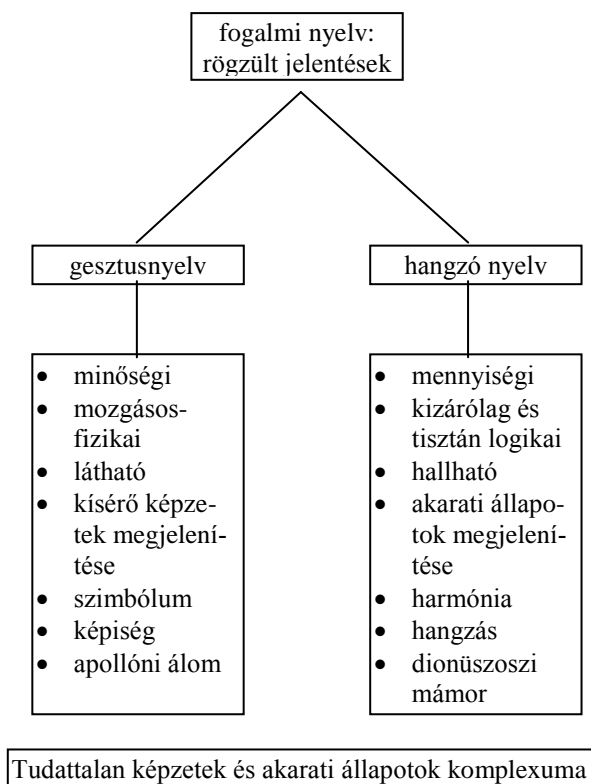 fogalmi nyelv:
rögzült jelentések
gesztusnyelv
hangzó nyelv
• minőségi
• mozgásos-
fizikai
• látható
• kísérő képze-
tek megjelení-
tése
• szimbólum
• képiség
• apollóni álom
• mennyiségi
• kizárólag és
tisztán logikai
• hallható
• akarati állapo-
tok megjelení-
tése
• harmónia
• hangzás
• dionüszoszi
mámor
Tudattalan képzetek és akarati állapotok komplexuma